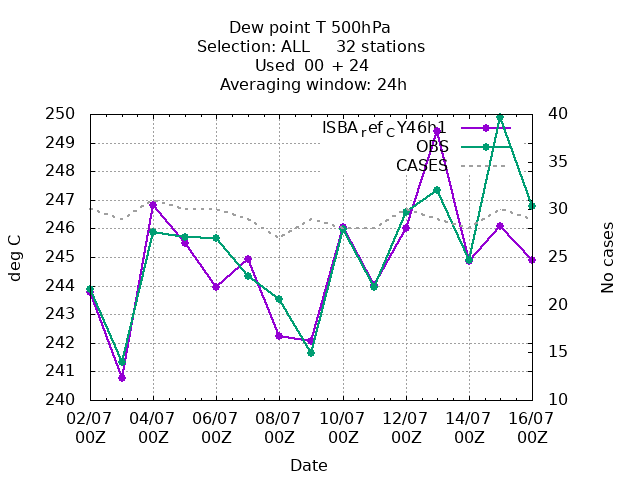 Dew point T 500hPa
Selection: ALL 32 stations
Used 00 + 24
Averaging window: 24h
ISBA_ref_CY46h1
OBS
CASES
250
249
248
247
246
245
244
243
242
241
240
40
35
30
25
20
15
10
deg C
No cases
02/07 04/07 06/07 08/07 10/07 12/07 14/07 16/07
00Z 00Z 00Z 00Z 00Z 00Z 00Z 00Z
Date